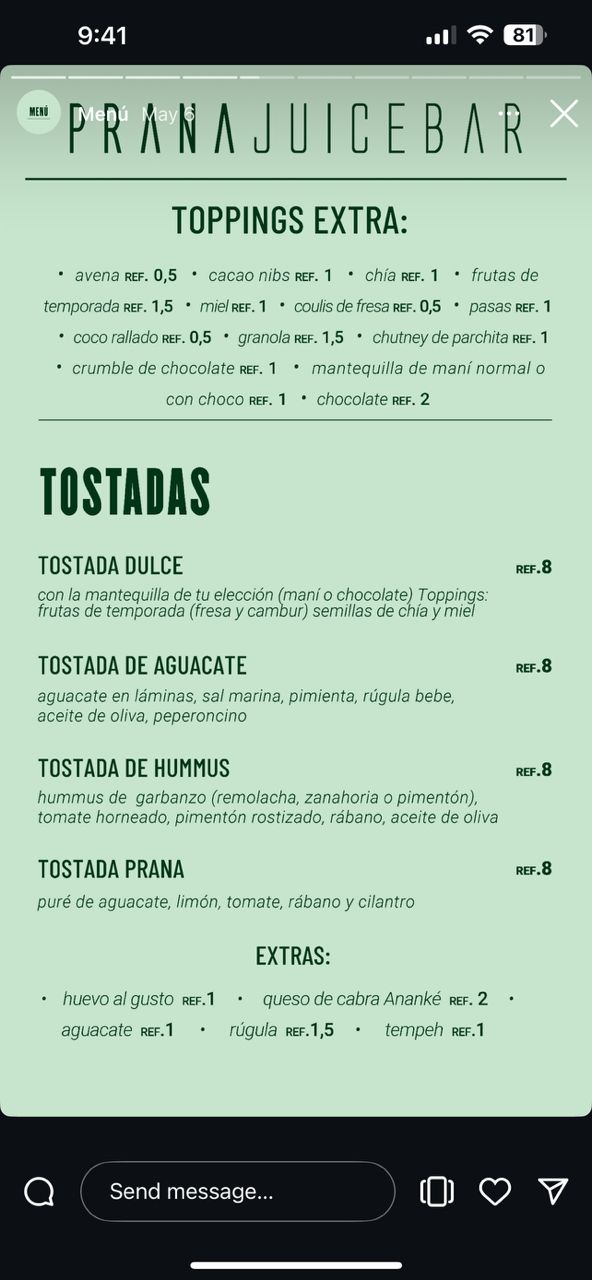 9:41
81
MENÚ
Menú May 6
PRANAJUICEBAR
TOPPINGS EXTRA:
• avena REF. 0,5 • cacao nibs REF. 1 • chía REF. 1 • frutas de
temporada REF. 1,5 • miel REF. 1 • coulis de fresa REF. 0,5 • pasas REF. 1
• coco rallado REF. 0,5 • granola REF. 1,5 • chutney de parchita REF. 1
• crumble de chocolate REF. 1 • mantequilla de maní normal o
con choco REF. 1 • chocolate REF. 2
TOSTADAS
TOSTADA DULCE REF.8
con la mantequilla de tu elección (maní o chocolate) Toppings:
frutas de temporada (fresa y cambur) semillas de chía y miel
TOSTADA DE AGUACATE REF.8
aguacate en láminas, sal marina, pimienta, rúgula bebe,
aceite de oliva, peperoncino
TOSTADA DE HUMMUS REF.8
hummus de garbanzo (remolacha, zanahoria o pimentón),
tomate horneado, pimentón rostizado, rábano, aceite de oliva
TOSTADA PRANA REF.8
puré de aguacate, limón, tomate, rábano y cilantro
EXTRAS:
• huevo al gusto REF.1 • queso de cabra Ananké REF. 2 •
aguacate REF.1 • rúgula REF.1,5 • tempeh REF.1
Send message...